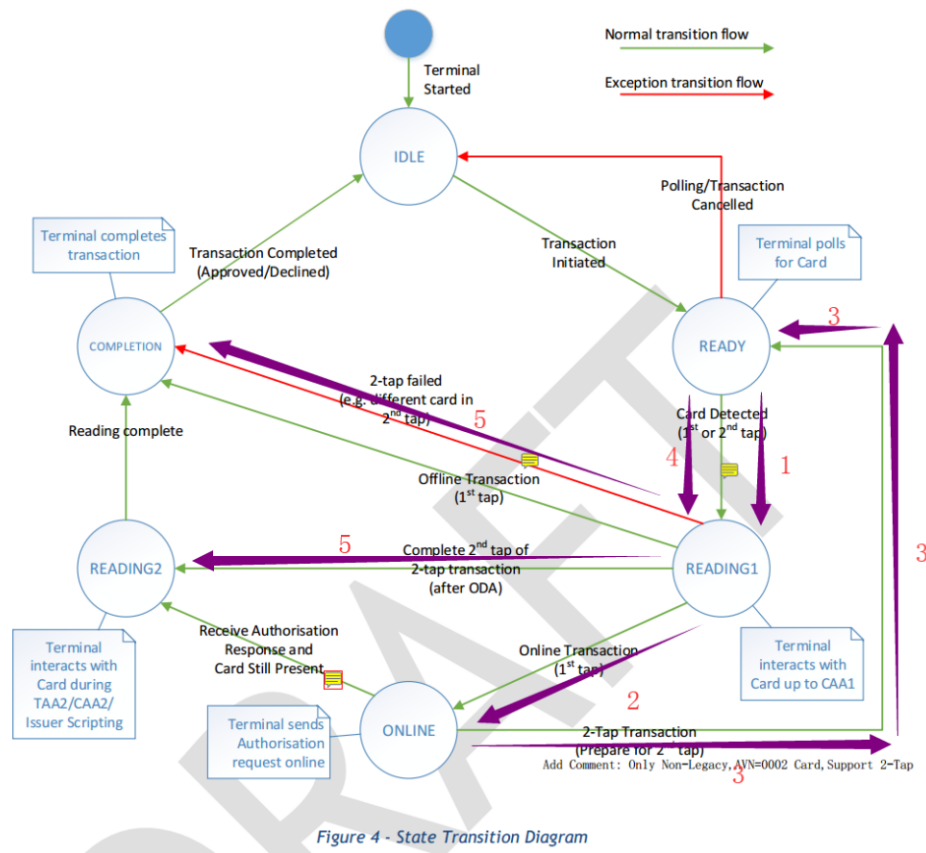 Normal transition flow
Terminal
Started
Exception transition flow
IDLE
Polling/Transaction
Cancelled
Terminal completes
transaction
Transaction Completed
(Approved/Declined)
Transaction
Initiated
Terminal polls
for Card
3
COMPLETION
READY
2-tap failed
(e.g. different card in
2nd tap)
5
Card Detected
(1st or 2nd tap)
4
1
Reading complete
Offline Transaction
(1st tap)
3
5
READING2
Complete 2nd tap of
2-tap transaction
(after ODA)
READING1
Receive Authorisation
Response and
Card Still Present
Online Transaction
(1st tap)
Terminal
interacts with
Card during
TAA2/CAA2/
Issuer Scripting
Terminal
interacts with
Card up to CAA1
2
Terminal sends
Authorisation
request online
ONLINE
2-Tap Transaction
(Prepare for 2nd tap)
Add Comment: Only Non-Legacy,AVN=0002 Card,Support 2-Tap
3
DRAFT
Figure 4 - State Transition Diagram